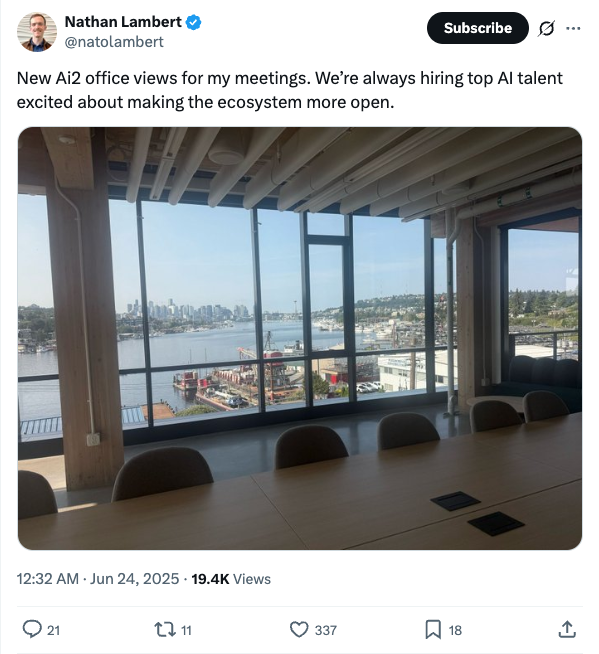 Nathan Lambert
Subscribe
@natolambert
New Ai2 office views for my meetings. We’re always hiring top AI talent
excited about making the ecosystem more open.
12:32 AM · Jun 24, 2025 · 19.4K Views
21 11 337 18